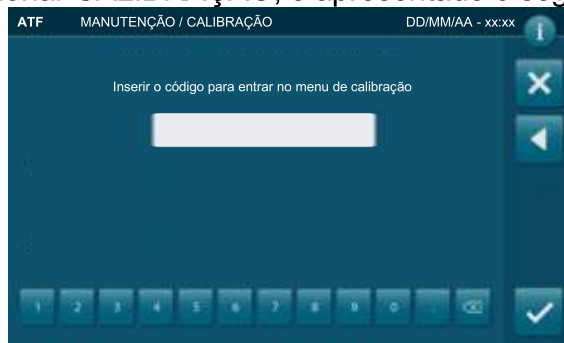 ATF MANUTENÇÃO / CALIBRAÇÃO DD/MM/AA - xx:xx
Inserir o código para entrar no menu de calibração
1 2 3 4 5 6 7 8 9 0 .